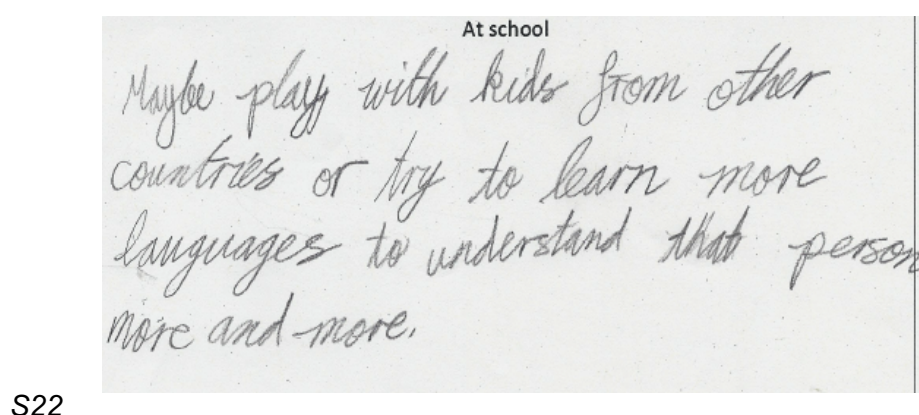 At school
Maybe play with kids from other
countries or try to learn more
languages to understand that person
more and more.
S22